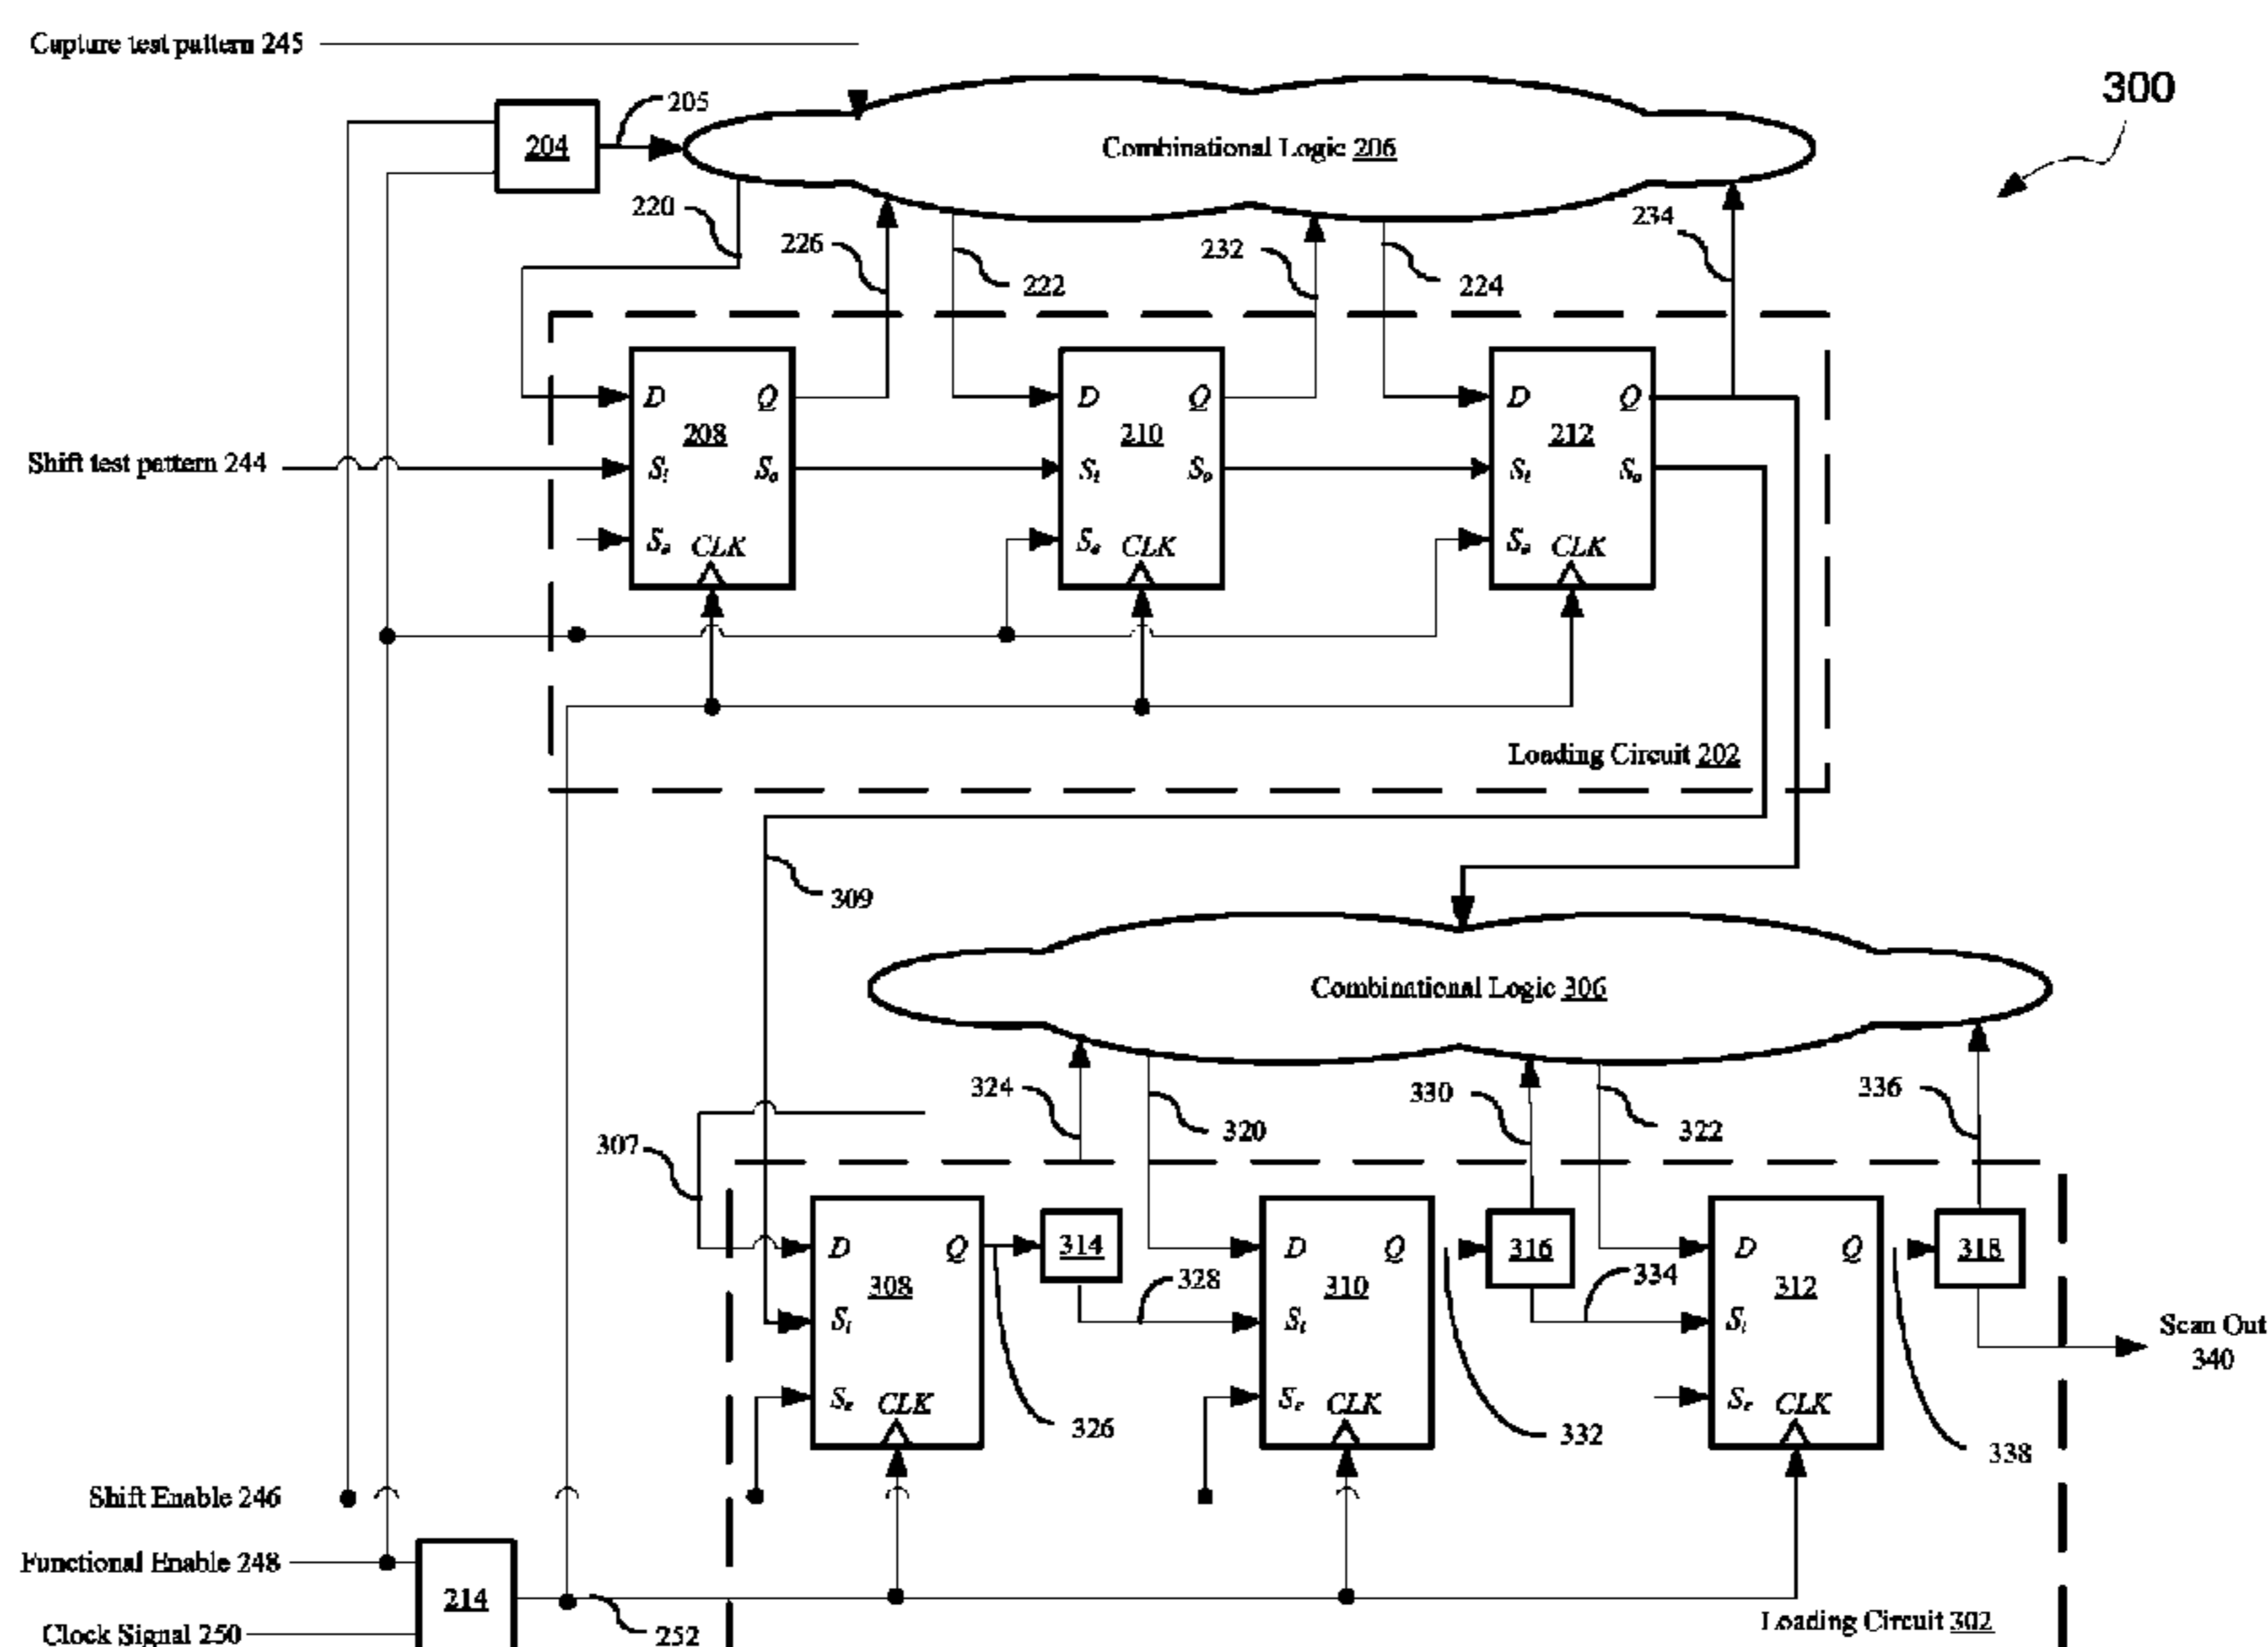 Capture test pattern 245
300
205
204
Combinational Logic 206
220
226
222
232
224
234
D Q
208
Si So
Se CLK
D Q
210
Si So
Se CLK
D Q
212
Si So
Se CLK
Shift test pattern 244
Loading Circuit 202
309
Combinational Logic 306
324
320
330
322
336
307
D Q
308
Si
Se CLK
314
328
326
D Q
310
Si
Se CLK
316
334
332
D Q
312
Si
Se CLK
318
338
Scan Out
340
Shift Enable 246
Functional Enable 248
214
Clock Signal 250
252
Loading Circuit 302